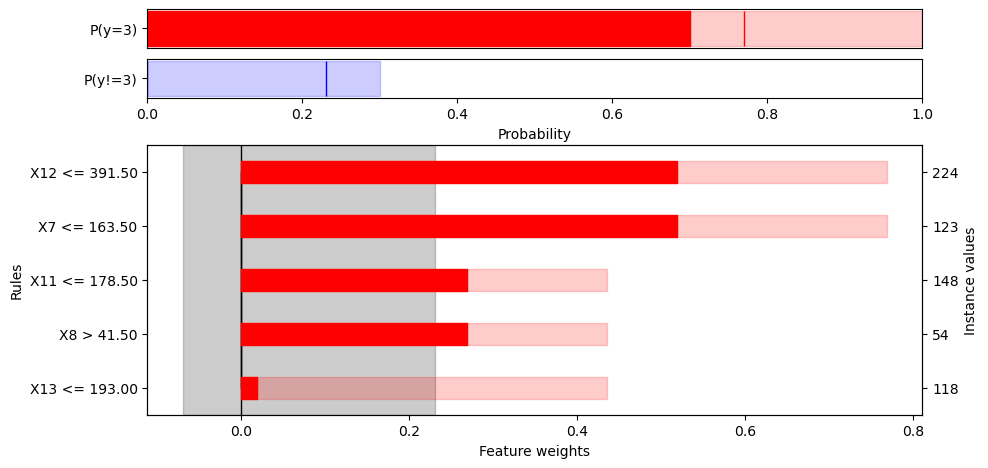 P(y=3)
P(y!=3)
0.0 0.2 0.4 0.6 0.8 1.0
Probability
X12 <= 391.50 224
X7 <= 163.50 123
X11 <= 178.50 148
X8 > 41.50 54
X13 <= 193.00 118
Rules
Instance values
0.0 0.2 0.4 0.6 0.8
Feature weights